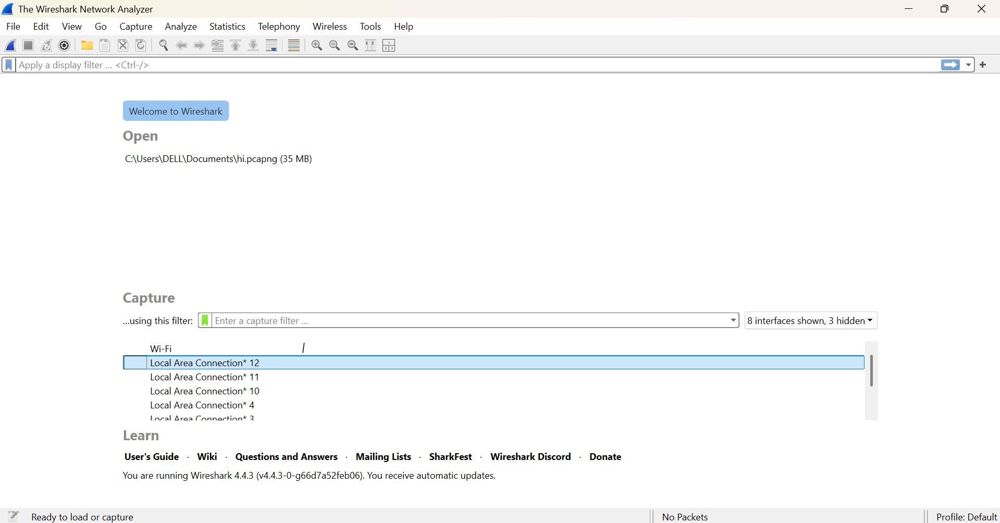 The Wireshark Network Analyzer
File Edit View Go Capture Analyze Statistics Telephony Wireless Tools Help
Apply a display filter ... <Ctrl-/>
Welcome to Wireshark
Open
C:\Users\DELL\Documents\hi.pcapng (35 MB)
Capture
...using this filter: Enter a capture filter ... 8 interfaces shown, 3 hidden
Wi-Fi
Local Area Connection* 12
Local Area Connection* 11
Local Area Connection* 10
Local Area Connection* 4
Local Area Connection* 3
Learn
User's Guide · Wiki · Questions and Answers · Mailing Lists · SharkFest · Wireshark Discord · Donate
You are running Wireshark 4.4.3 (v4.4.3-0-g66d7a52feb06). You receive automatic updates.
Ready to load or capture No Packets Profile: Default